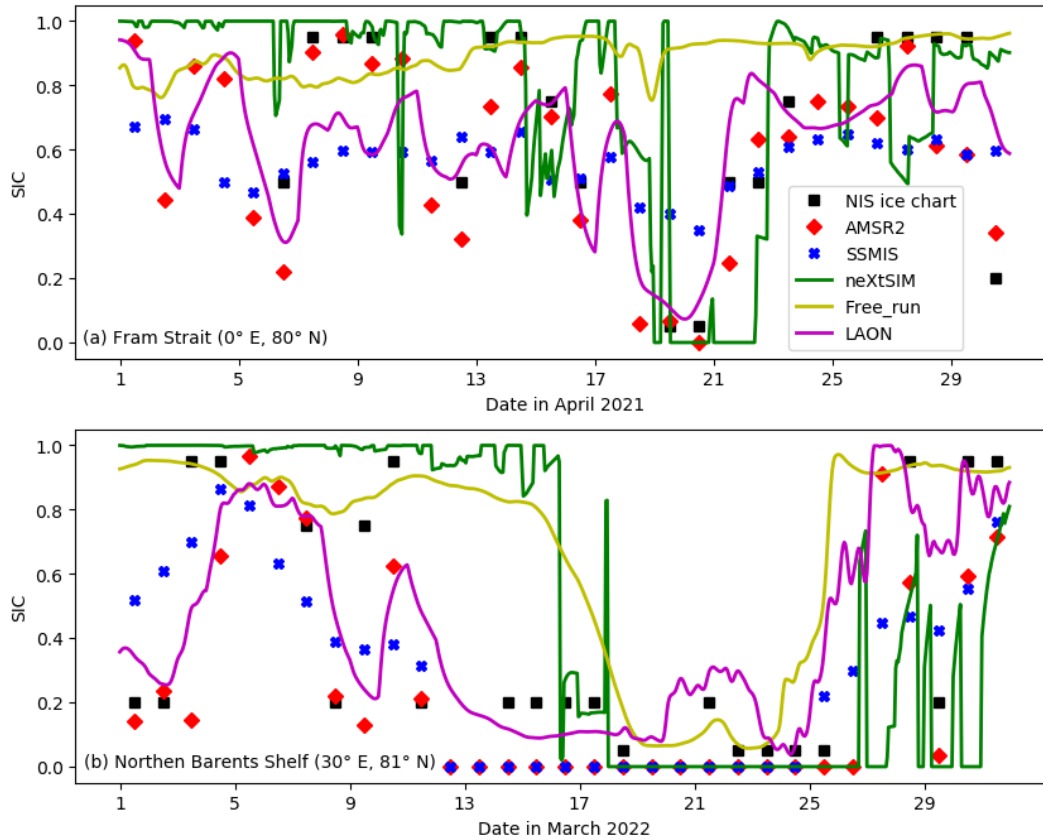 1.0
0.8
0.6
0.4
0.2
0.0
SIC
NIS ice chart
AMSR2
SSMIS
neXtSIM
Free_run
LAON
(a) Fram Strait (0° E, 80° N)
1 5 9 13 17 21 25 29
Date in April 2021
1.0
0.8
0.6
0.4
0.2
0.0
SIC
(b) Northen Barents Shelf (30° E, 81° N)
1 5 9 13 17 21 25 29
Date in March 2022